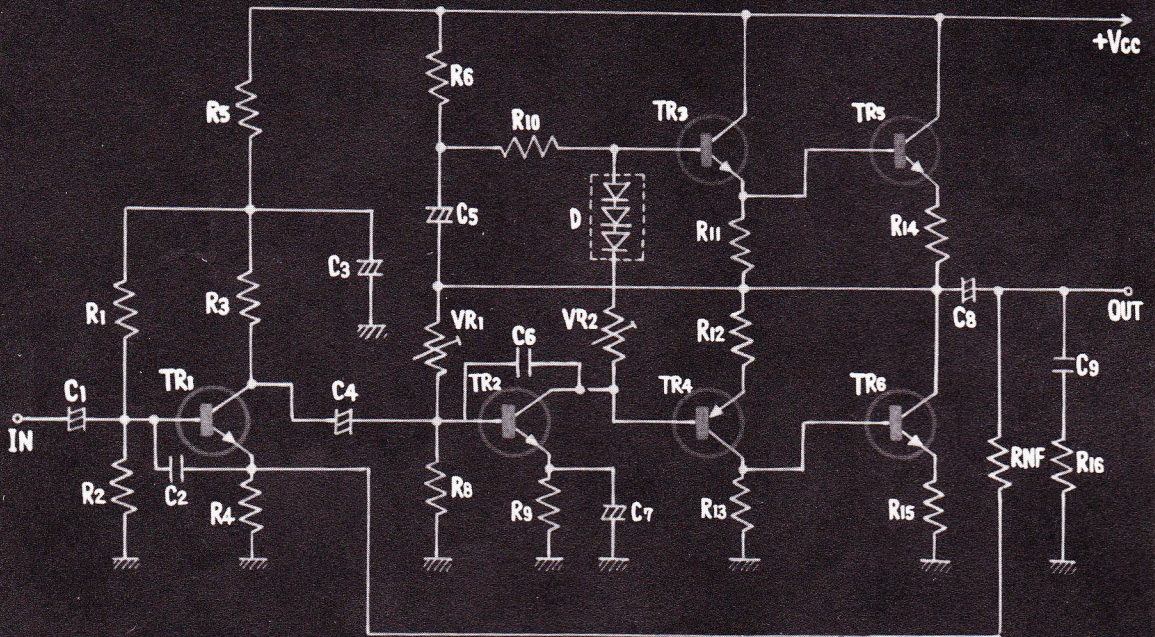 +Vcc
R6
R5
R10
TR3
TR5
C5
D
R11
R14
C3
R1
R3
VR1
VR2
R12
C8
OUT
C6
C9
C1
TR1
C4
TR2
TR4
TR6
IN
R2
C2
R4
R8
R9
C7
R13
R15
RNF
R16